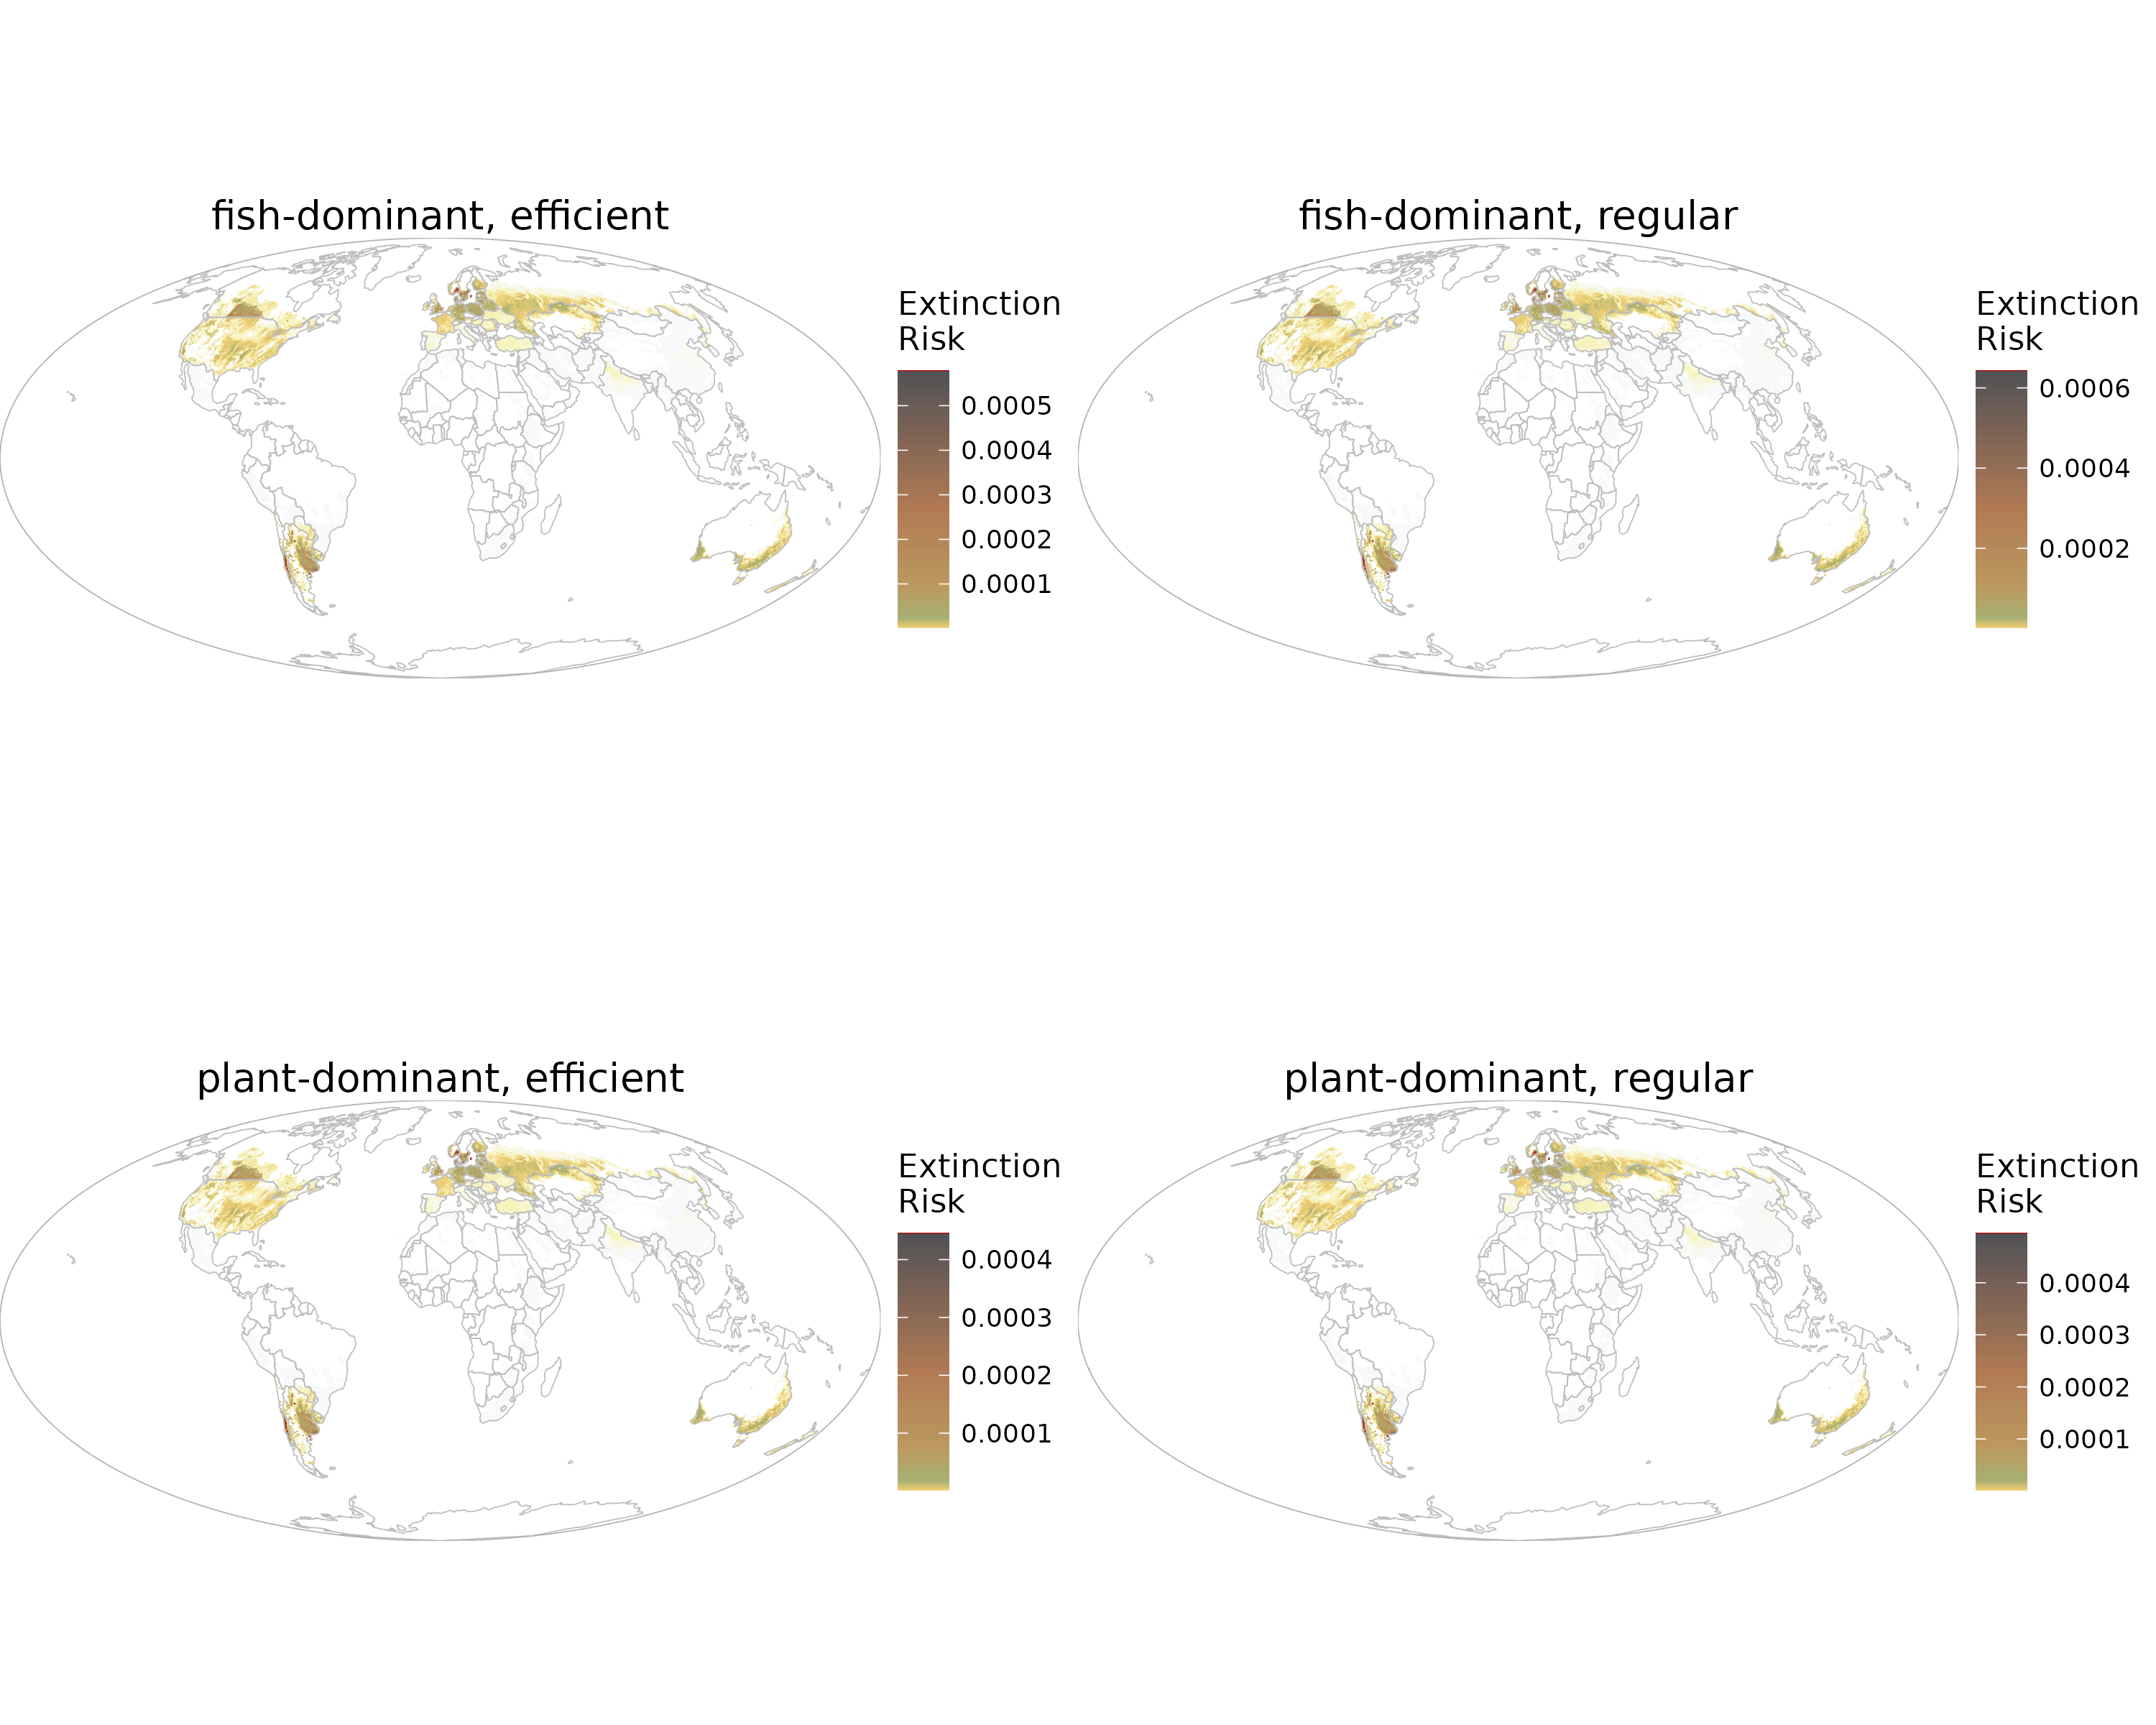 fish-dominant, efficient
Extinction
Risk
0.0005
0.0004
0.0003
0.0002
0.0001
fish-dominant, regular
Extinction
Risk
0.0006
0.0004
0.0002
plant-dominant, efficient
Extinction
Risk
0.0004
0.0003
0.0002
0.0001
plant-dominant, regular
Extinction
Risk
0.0004
0.0003
0.0002
0.0001